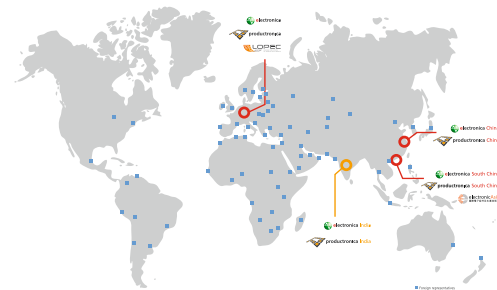 electronica
productronica
LOPEC
electronica China
productronica China
electronica South China
productronica South China
electronicAsia
electronica India
productronica India
Foreign representatives